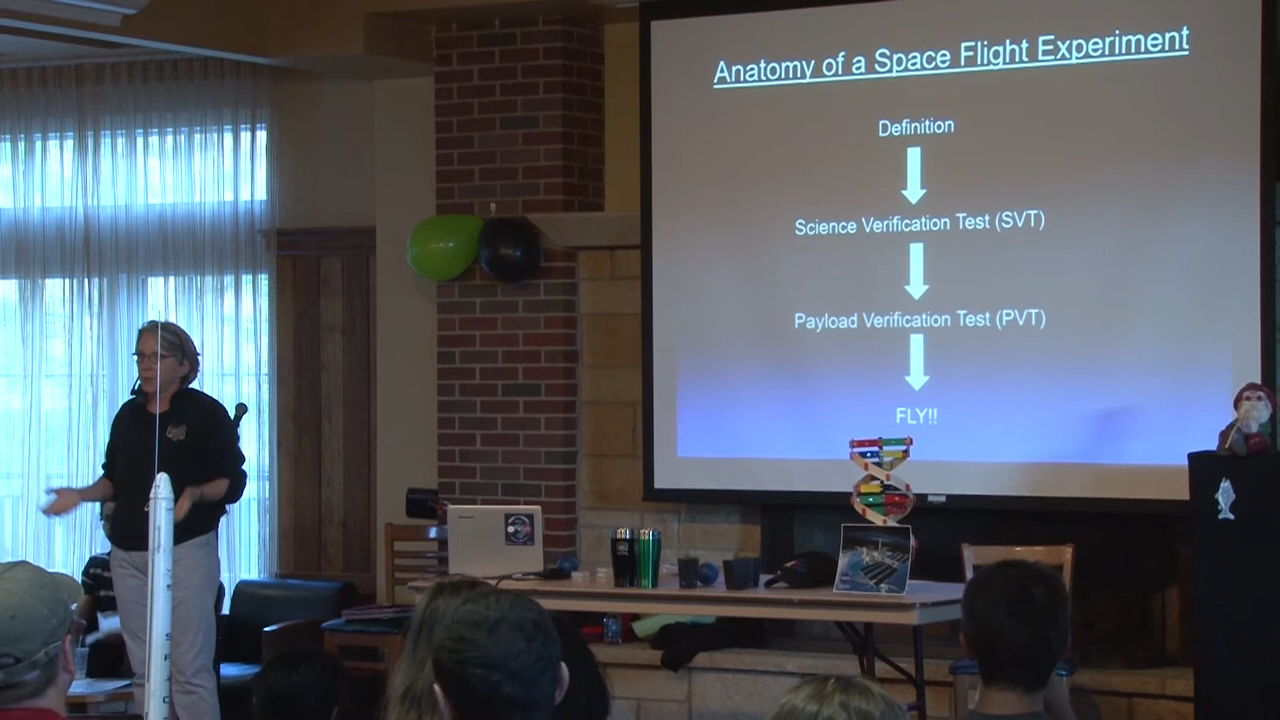 Anatomy of a Space Flight Experiment
Definition
Science Verification Test (SVT)
Payload Verification Test (PVT)
FLY!!